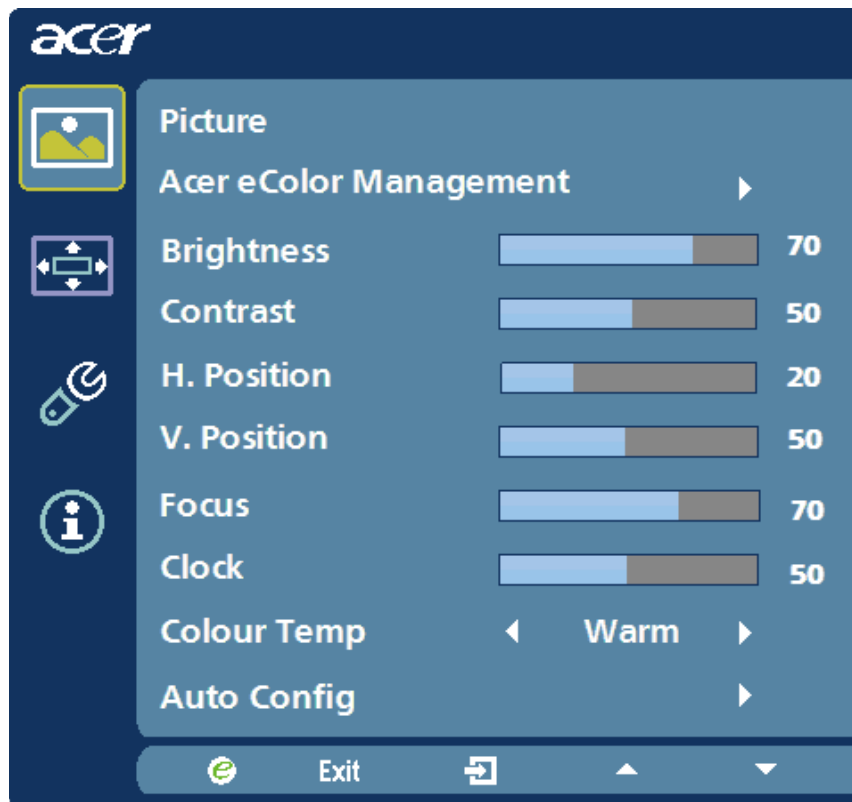 acer
Picture
Acer eColor Management
Brightness 70
Contrast 50
H. Position 20
V. Position 50
Focus 70
Clock 50
Colour Temp Warm
Auto Config
e Exit